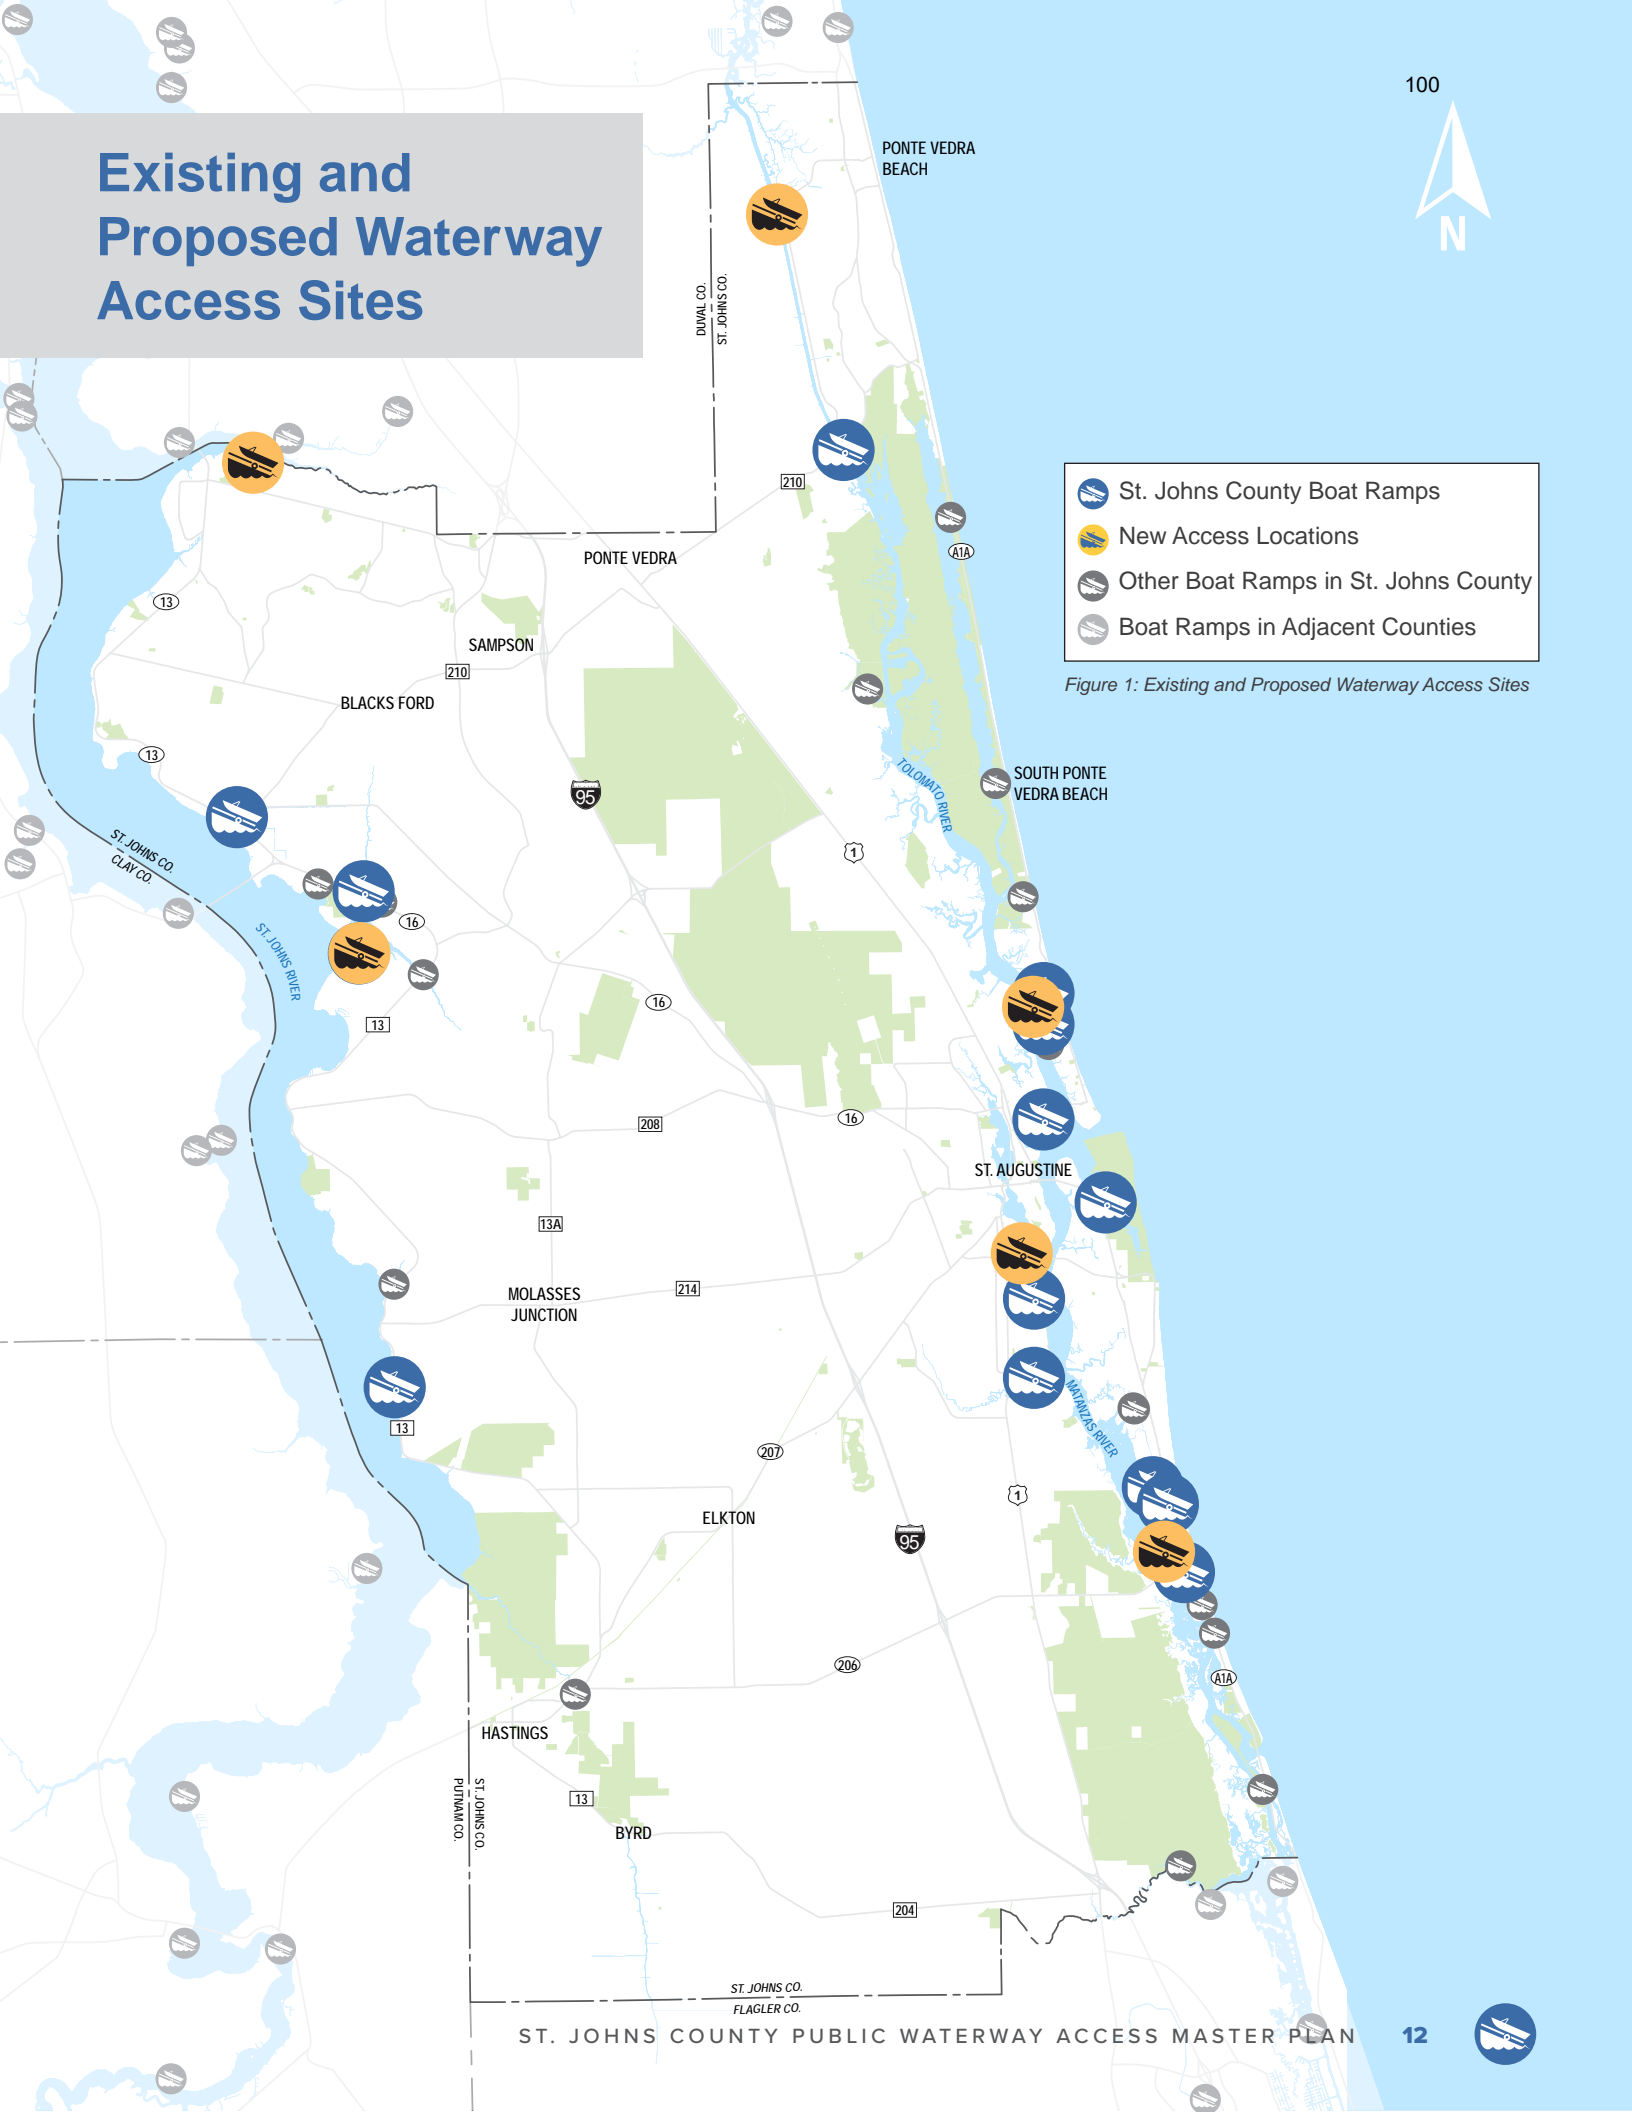 100
N
Existing and
Proposed Waterway
Access Sites
PONTE VEDRA
BEACH
DUVAL CO.
ST. JOHNS CO.
210
A1A
St. Johns County Boat Ramps
New Access Locations
Other Boat Ramps in St. Johns County
Boat Ramps in Adjacent Counties
Figure 1: Existing and Proposed Waterway Access Sites
PONTE VEDRA
13
SAMPSON
210
BLACKS FORD
13
95
TOLOMATO RIVER
SOUTH PONTE
VEDRA BEACH
ST. JOHNS CO.
CLAY CO.
1
16
ST. JOHNS RIVER
16
13
208
16
ST. AUGUSTINE
13A
214
MOLASSES
JUNCTION
13
MATANZAS RIVER
207
1
ELKTON
95
206
A1A
HASTINGS
ST. JOHNS CO.
PUTNAM CO.
13
BYRD
204
ST. JOHNS CO.
FLAGLER CO.
ST. JOHNS COUNTY PUBLIC WATERWAY ACCESS MASTER PLAN 12